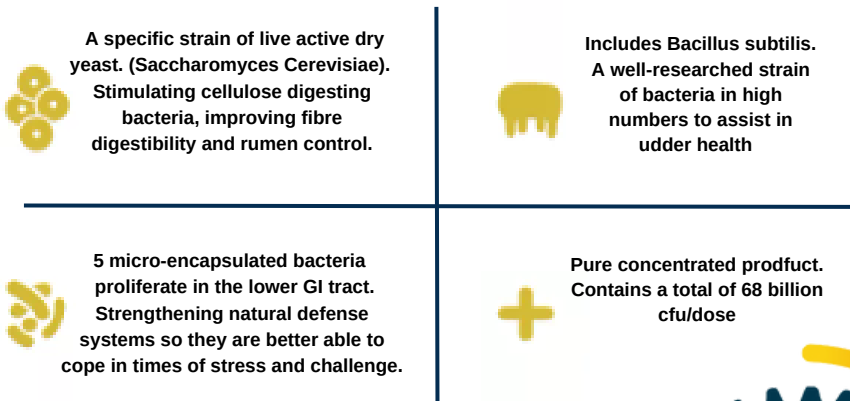 A specific strain of live active dry
yeast. (Saccharomyces Cerevisiae).
Stimulating cellulose digesting
bacteria, improving fibre
digestibility and rumen control.
Includes Bacillus subtilis.
A well-researched strain
of bacteria in high
numbers to assist in
udder health
5 micro-encapsulated bacteria
proliferate in the lower GI tract.
Strengthening natural defense
systems so they are better able to
cope in times of stress and challenge.
Pure concentrated prodfuct.
Contains a total of 68 billion
cfu/dose